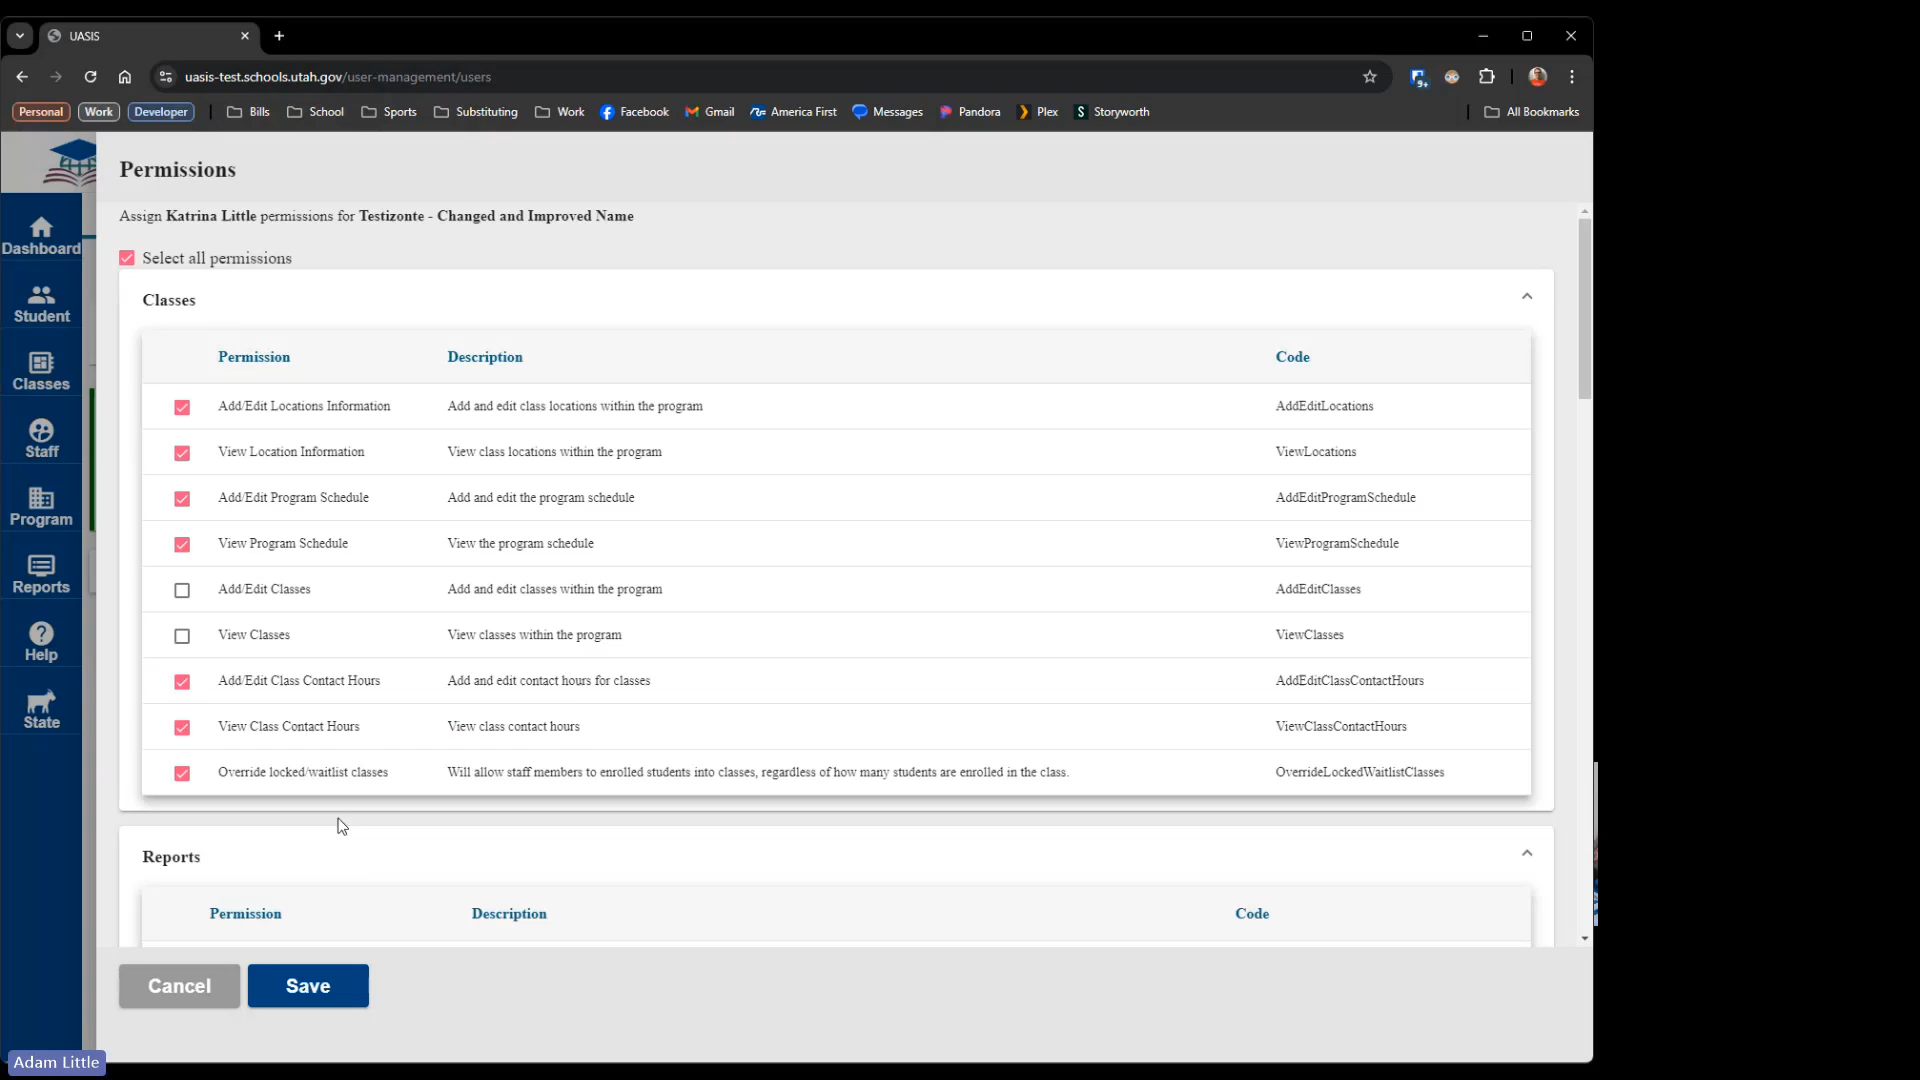 UASIS
uasis-test.schools.utah.gov/user-management/users
Personal Work Developer Bills School Sports Substituting Work Facebook Gmail America First Messages Pandora Plex Storyworth All Bookmarks
9+
Permissions
Assign Katrina Little permissions for Testizonte - Changed and Improved Name
Select all permissions
Dashboard
Student
Classes
Staff
Program
Reports
Help
State
Classes
Permission Description Code
Add/Edit Locations Information Add and edit class locations within the program AddEditLocations
View Location Information View class locations within the program ViewLocations
Add/Edit Program Schedule Add and edit the program schedule AddEditProgramSchedule
View Program Schedule View the program schedule ViewProgramSchedule
Add/Edit Classes Add and edit classes within the program AddEditClasses
View Classes View classes within the program ViewClasses
Add/Edit Class Contact Hours Add and edit contact hours for classes AddEditClassContactHours
View Class Contact Hours View class contact hours ViewClassContactHours
Override locked/waitlist classes Will allow staff members to enrolled students into classes, regardless of how many students are enrolled in the class. OverrideLockedWaitlistClasses
Reports
Permission Description Code
Cancel Save
Adam Little